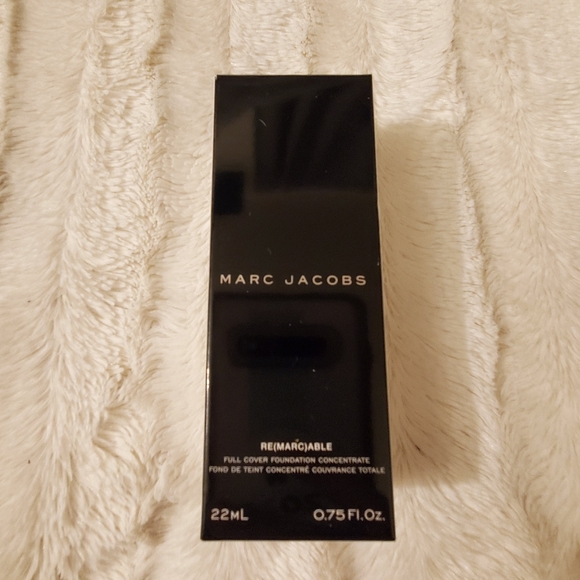 MARC JACOBS
RE(MARC)ABLE
FULL COVER FOUNDATION CONCENTRATE
FOND DE TEINT CONCENTRÉ COUVRANCE TOTALE
22ML 0.75 Fl. Oz.